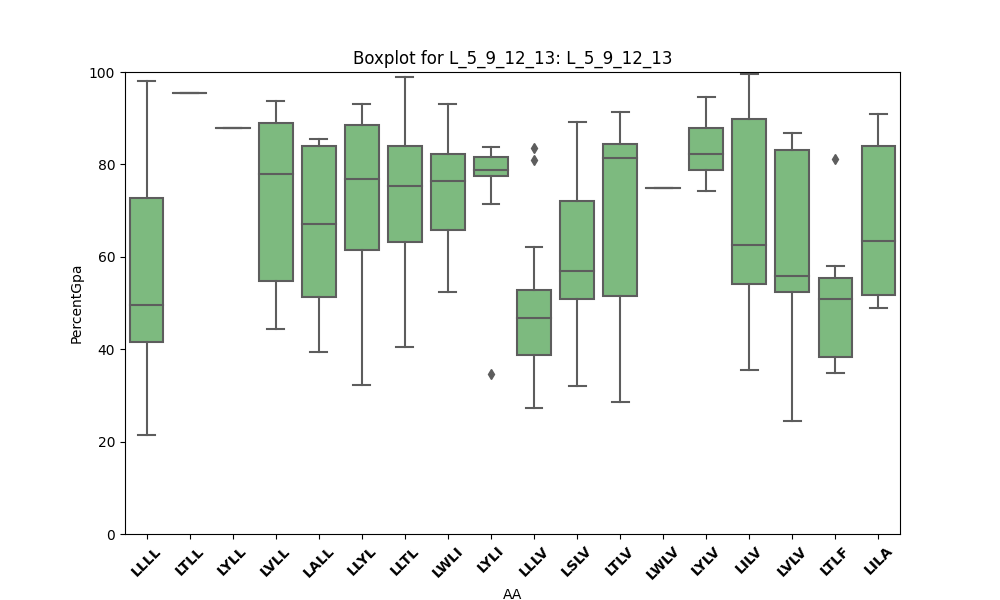 Boxplot for L_5_9_12_13: L_5_9_12_13
PercentGpa
100
80
60
40
20
0
LLLL LTLL LYLL LVLL LALL LLYL LLTL LWLI LYLI LLLV LSLV LTLV LWLV LYLV LILV LVLV LTLF LILA
AA